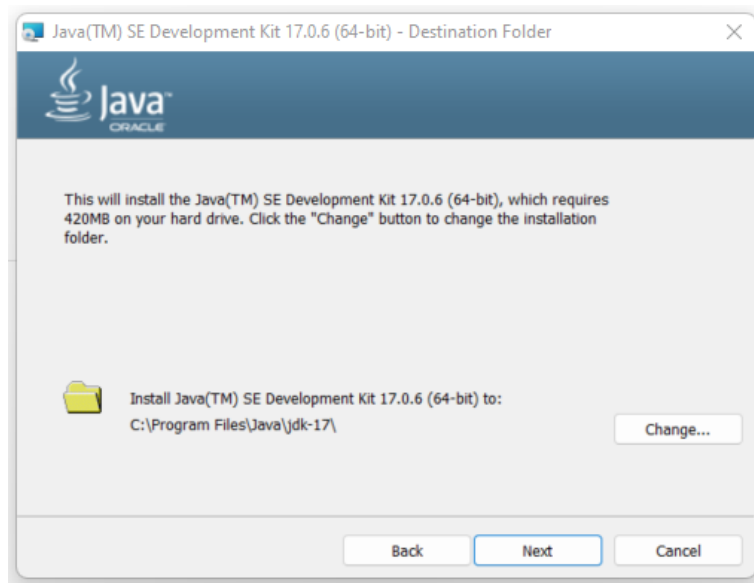 Java(TM) SE Development Kit 17.0.6 (64-bit) - Destination Folder
Java™
ORACLE
This will install the Java(TM) SE Development Kit 17.0.6 (64-bit), which requires
420MB on your hard drive. Click the "Change" button to change the installation
folder.
Install Java(TM) SE Development Kit 17.0.6 (64-bit) to:
C:\Program Files\Java\jdk-17\
Change...
Back
Next
Cancel